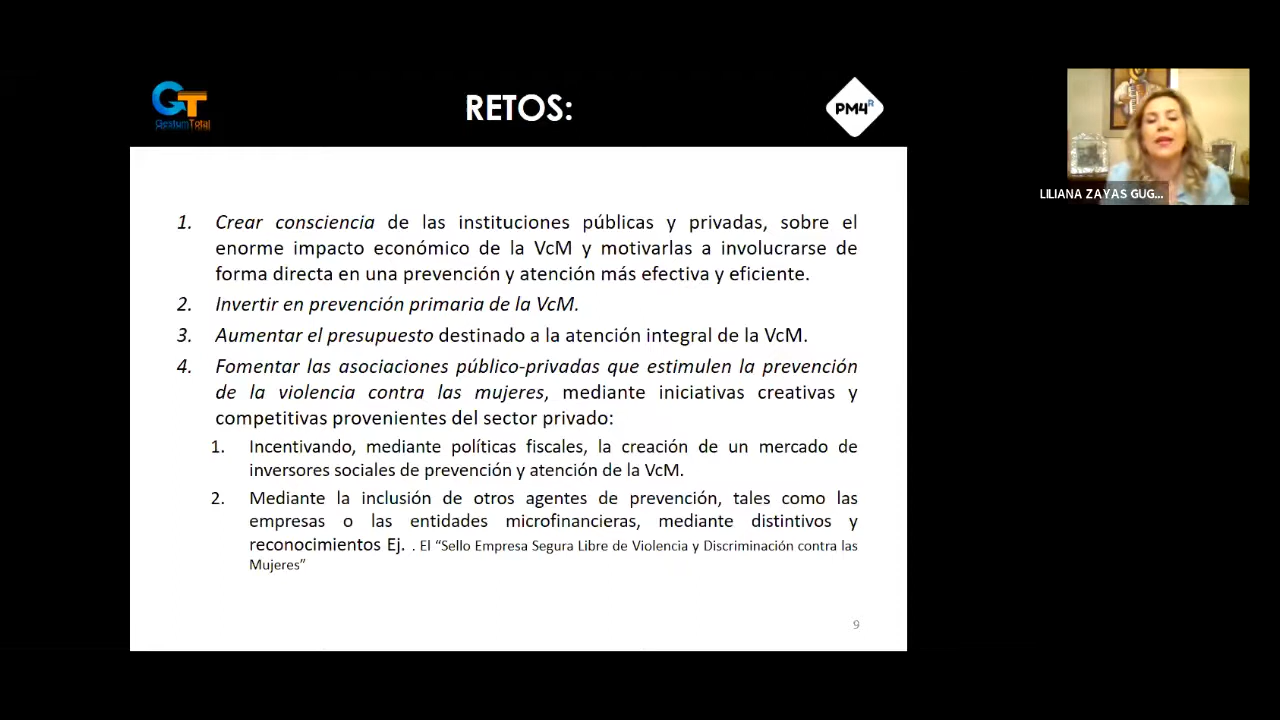 GT
GestumTotal
RETOS:
PM4R
LILIANA ZAYAS GUG...
1. Crear consciencia de las instituciones públicas y privadas, sobre el
enorme impacto económico de la VcM y motivarlas a involucrarse de
forma directa en una prevención y atención más efectiva y eficiente.
2. Invertir en prevención primaria de la VcM.
3. Aumentar el presupuesto destinado a la atención integral de la VcM.
4. Fomentar las asociaciones público-privadas que estimulen la prevención
de la violencia contra las mujeres, mediante iniciativas creativas y
competitivas provenientes del sector privado:
1. Incentivando, mediante políticas fiscales, la creación de un mercado de
inversores sociales de prevención y atención de la VcM.
2. Mediante la inclusión de otros agentes de prevención, tales como las
empresas o las entidades microfinancieras, mediante distintivos y
reconocimientos Ej. . El “Sello Empresa Segura Libre de Violencia y Discriminación contra las
Mujeres”
9